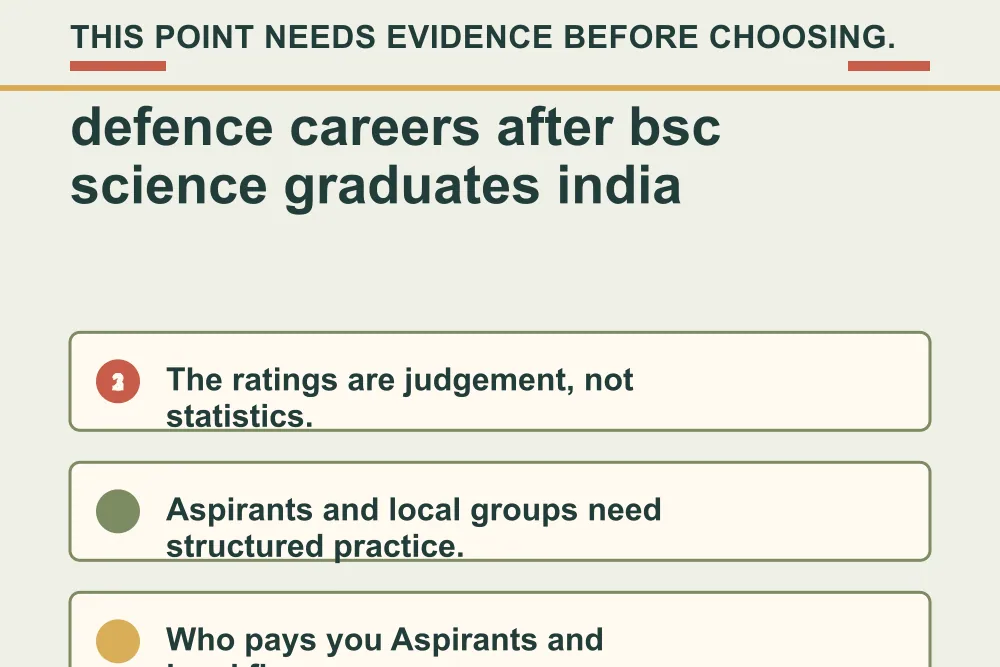 THIS POINT NEEDS EVIDENCE BEFORE CHOOSING.
defence careers after bsc
science graduates india
The ratings are judgement, not
statistics.
Aspirants and local groups need
structured practice.
Who pays you Aspirants and